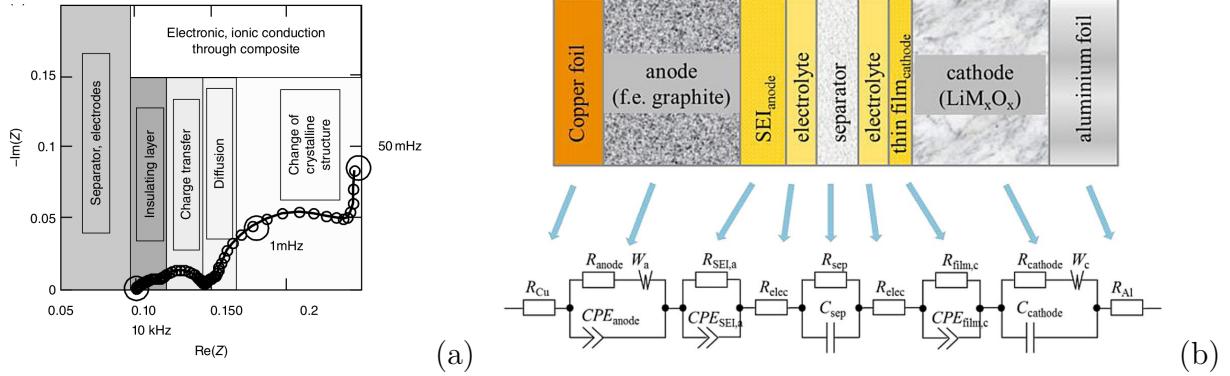 Electronic, ionic conduction
through composite
0.15
0.1
0.05
0
-Im(Z)
Separator, electrodes
Insulating layer
Charge transfer
Diffusion
Change of
crystalline
structure
50 mHz
1mHz
0.05
0.10
0.150
0.2
10 kHz
Re(Z)
(a)
Copper foil
anode
(f.e. graphite)
SEIanode
electrolyte
separator
electrolyte
thin filmcathode
cathode
(LiMxOx)
aluminium foil
RCu
Ranode
Wa
CPEanode
RSEI,a
CPESEI,a
Relec
Rsep
Csep
Relec
Rfilm,c
CPEfilm,c
Rcathode
Wc
Ccathode
RAl
(b)